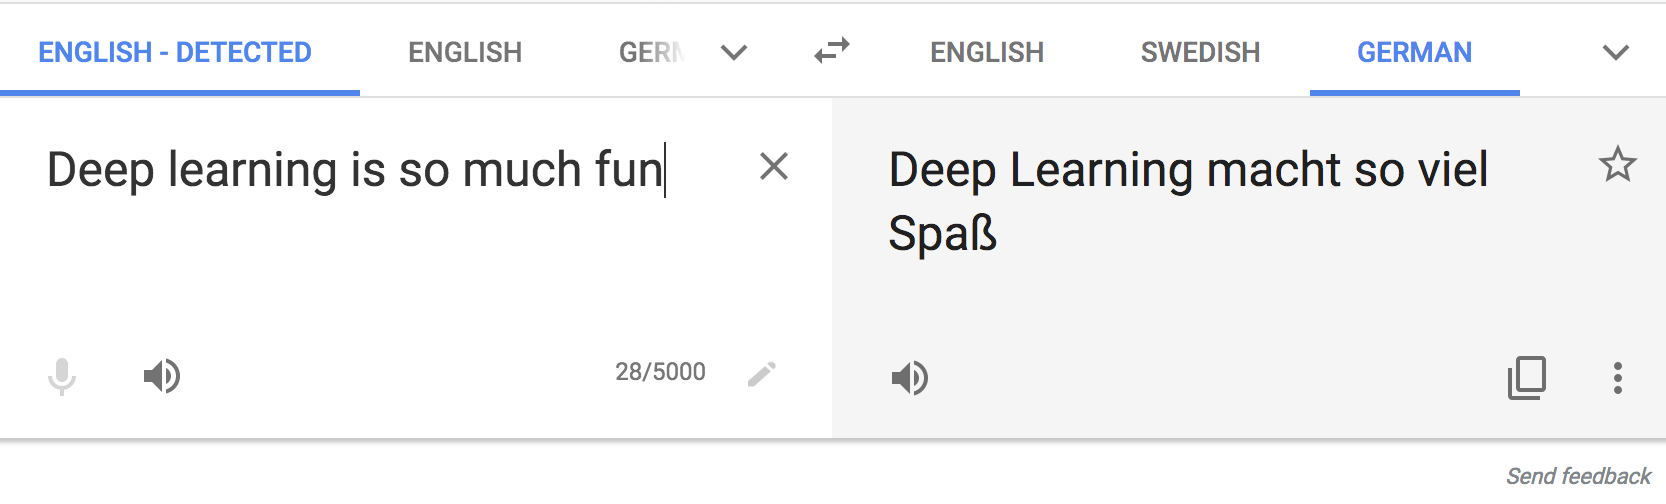 ENGLISH - DETECTED ENGLISH GERM ENGLISH SWEDISH GERMAN
Deep learning is so much fun
Deep Learning macht so viel
Spaß
28/5000
Send feedback